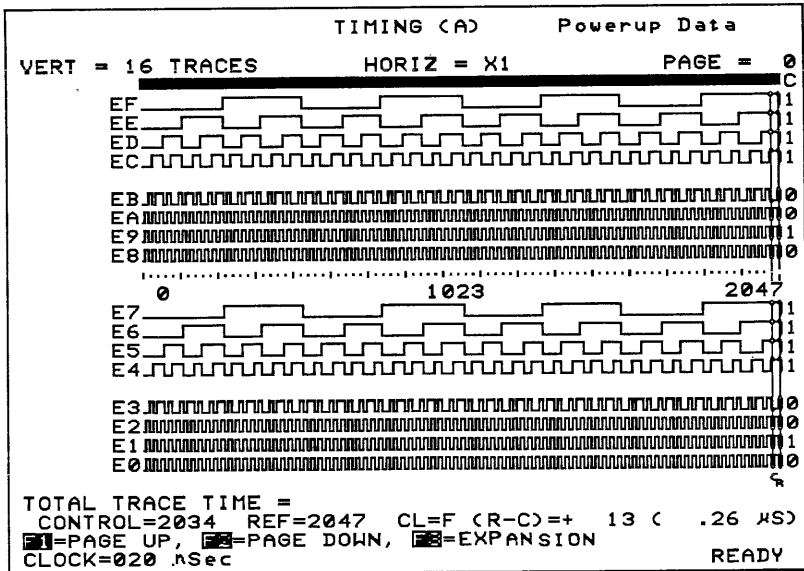 TIMING (A) Powerup Data
VERT = 16 TRACES HORIZ = X1 PAGE = 0
C
EF 1
EE 1
ED 1
EC 1
EB 0
EA 0
E9 1
E8 0
0 1023 2047
E7 1
E6 1
E5 1
E4 1
E3 0
E2 0
E1 1
E0 0
C
R
TOTAL TRACE TIME =
CONTROL=2034 REF=2047 CL=F (R-C)=+ 13 ( .26 µS)
F1=PAGE UP, F2=PAGE DOWN, F3=EXPANSION
CLOCK=020 nSec READY